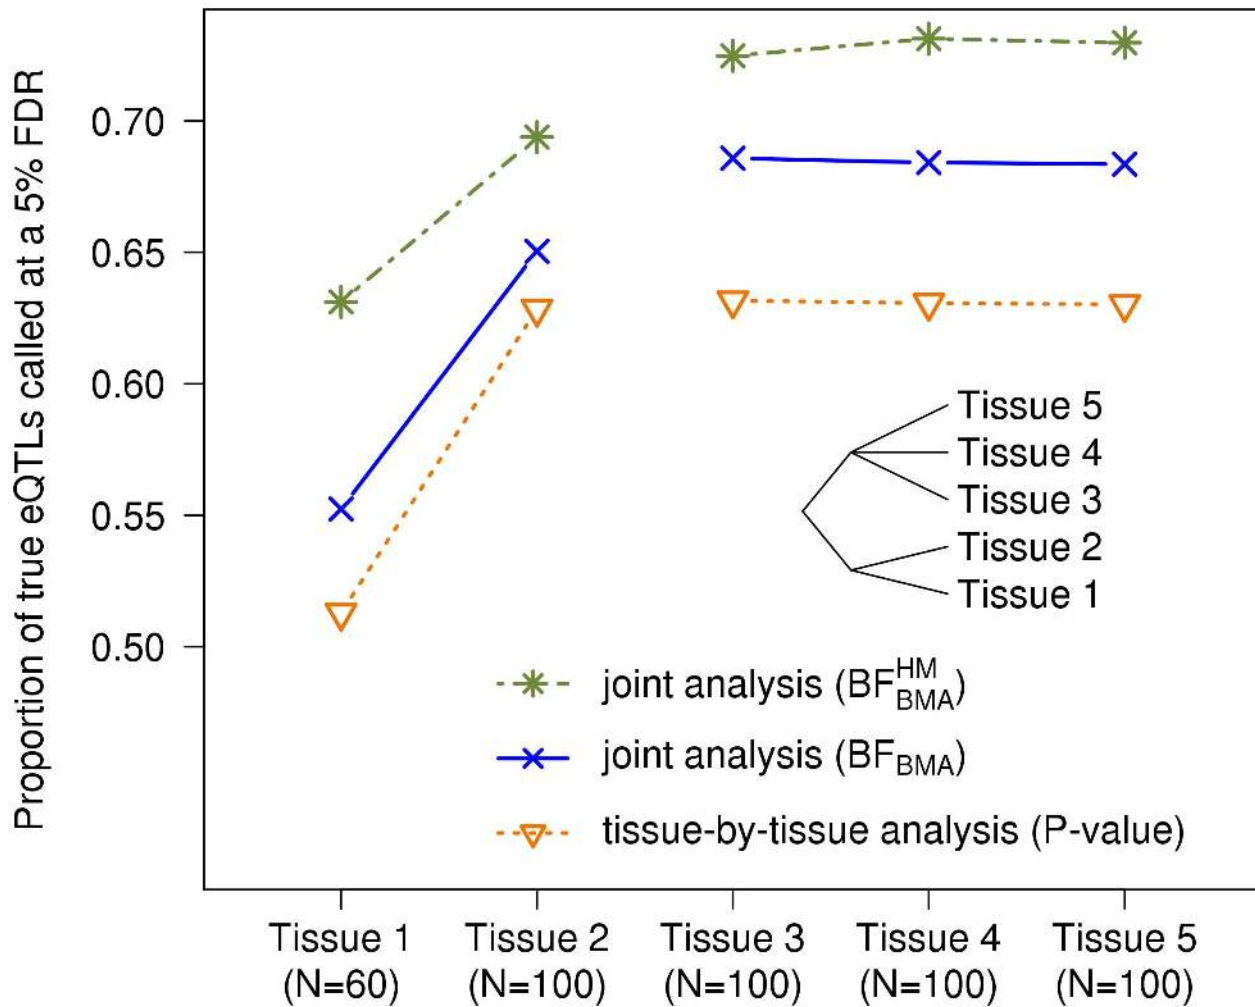 Proportion of true eQTLs called at a 5% FDR
0.70
0.65
0.60
0.55
0.50
Tissue 5
Tissue 4
Tissue 3
Tissue 2
Tissue 1
joint analysis (BF^HM_BMA)
joint analysis (BF_BMA)
tissue-by-tissue analysis (P-value)
Tissue 1 Tissue 2 Tissue 3 Tissue 4 Tissue 5
(N=60) (N=100) (N=100) (N=100) (N=100)